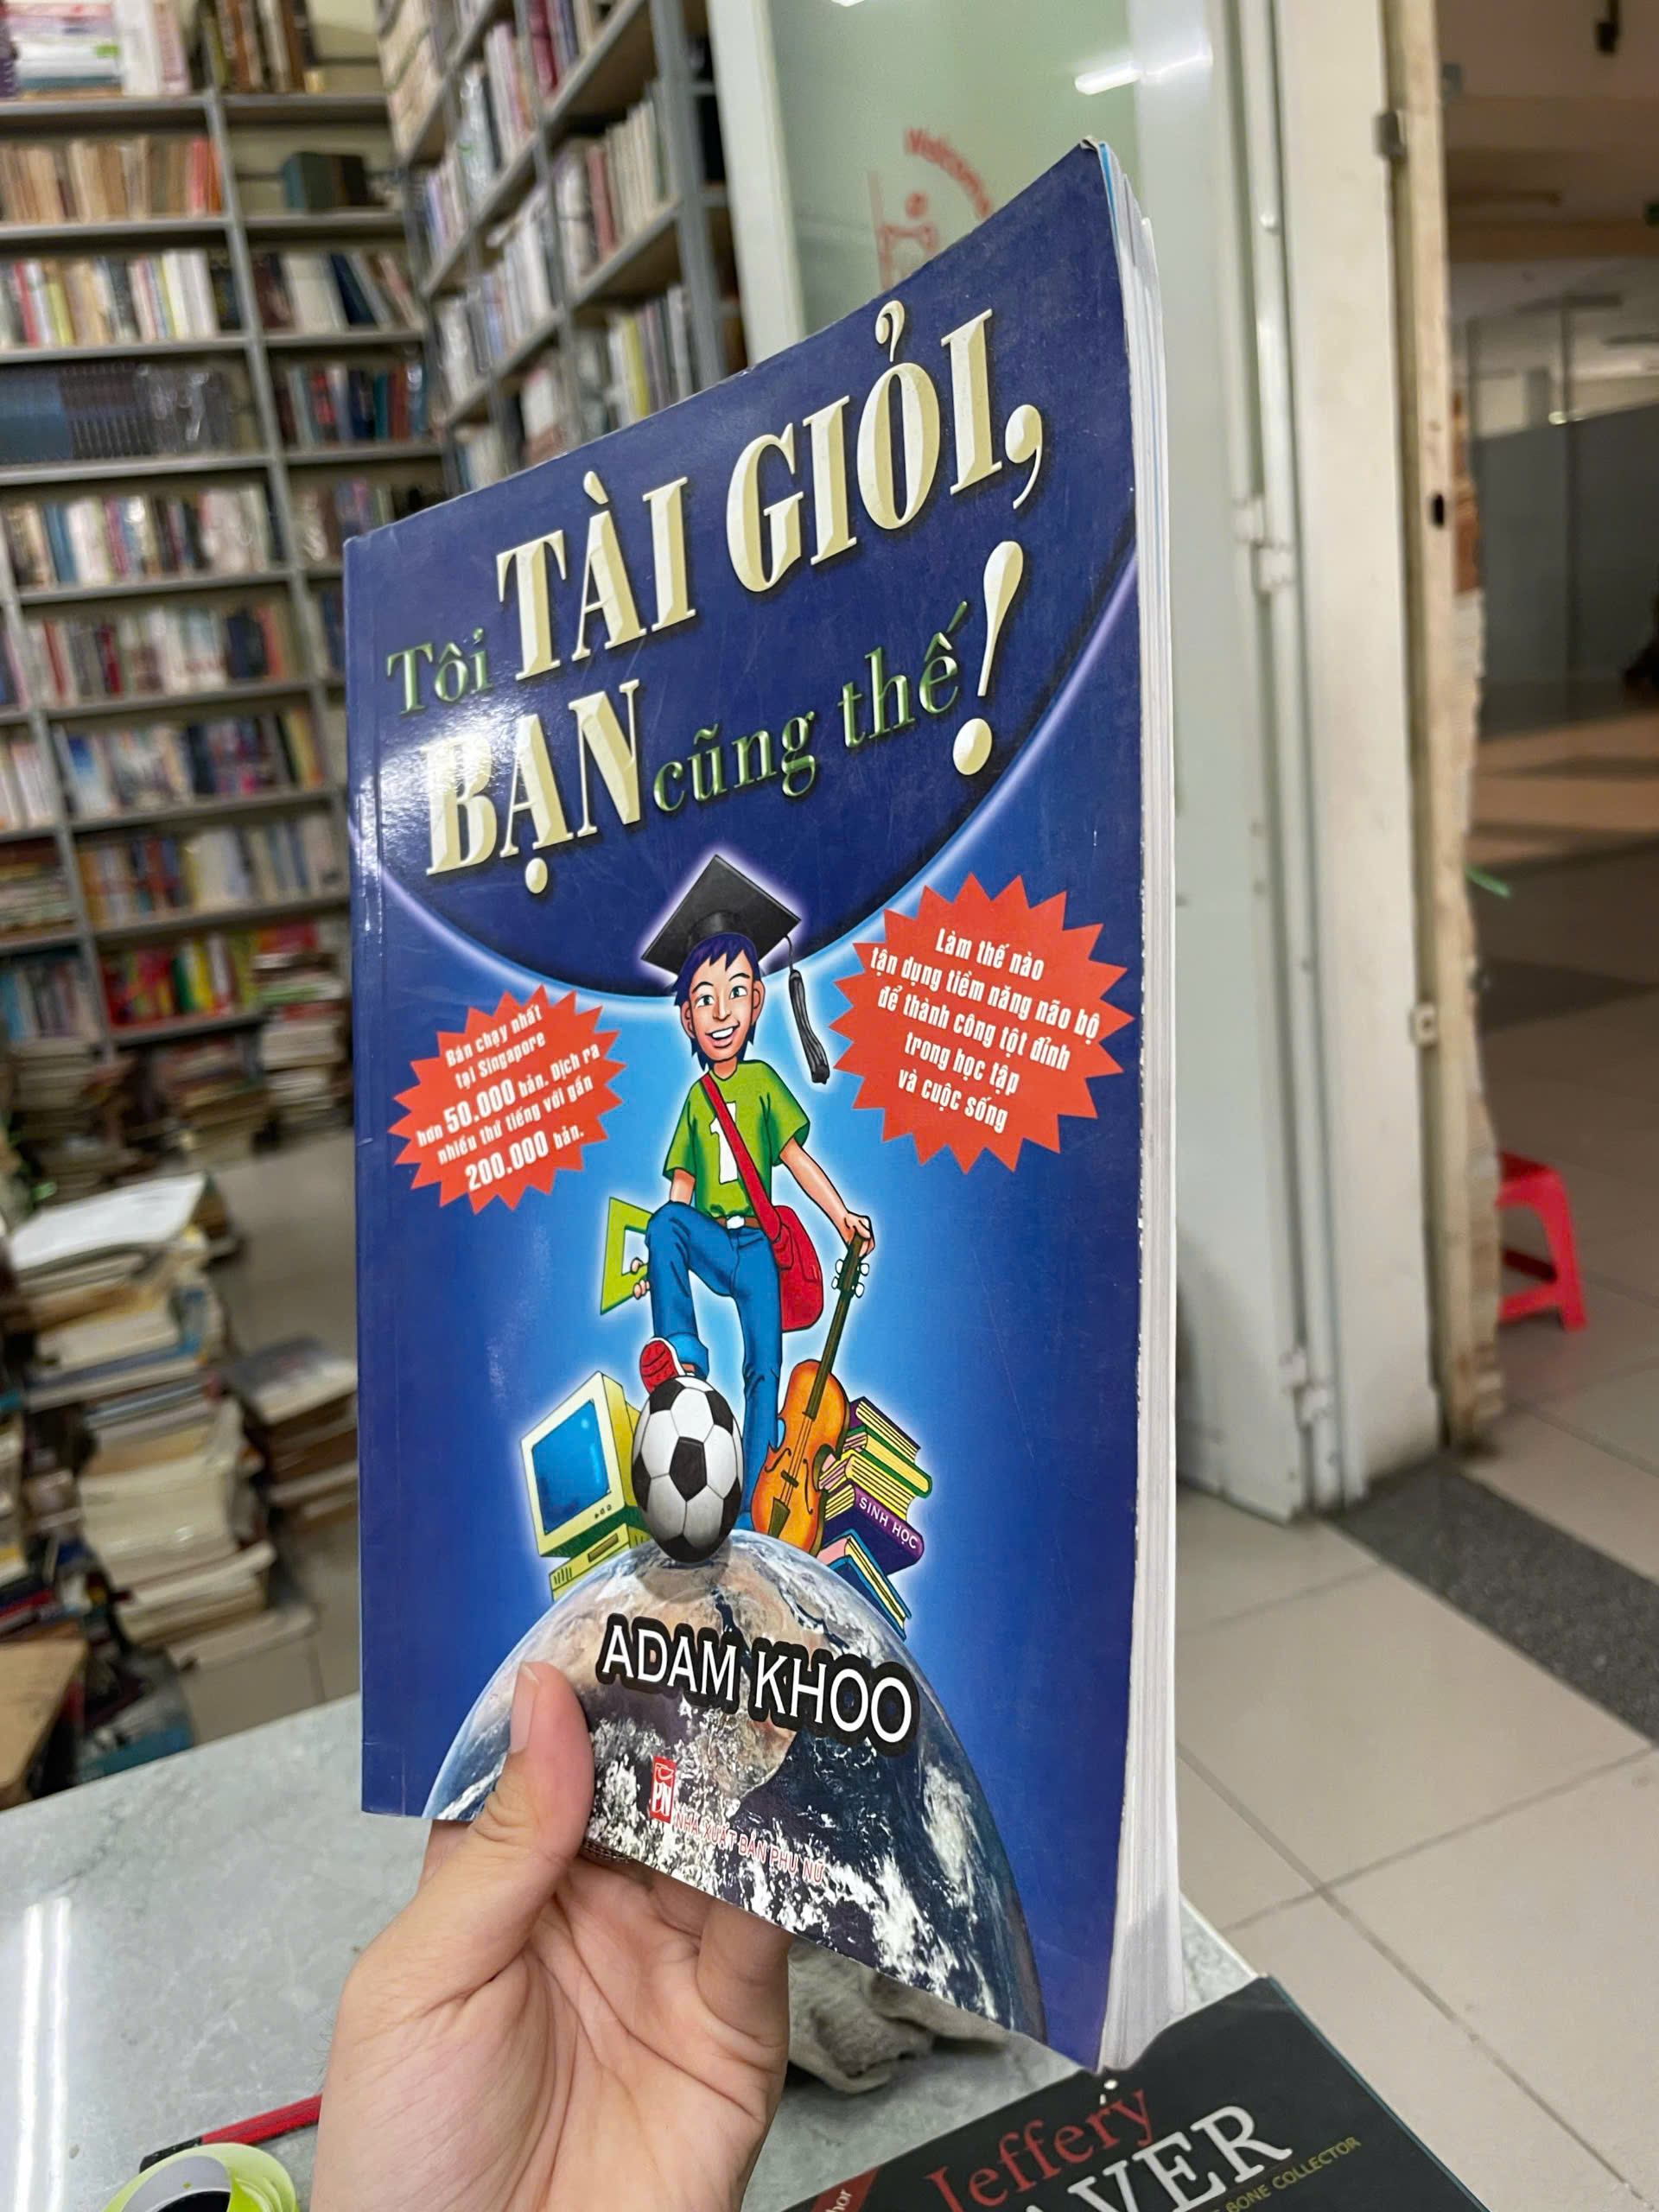 Tôi TÀI GIỎI,
BẠN cũng thế!
Bán chạy nhất
tại Singapore
hơn 50.000 bản. Dịch ra
nhiều thứ tiếng với gần
200.000 bản.
Làm thế nào
tận dụng tiềm năng não bộ
để thành công tột đỉnh
trong học tập
và cuộc sống
1
SINH HỌC
ADAM KHOO
PN
NHÀ XUẤT BẢN PHỤ NỮ
Jeffery
BONE COLLECTOR